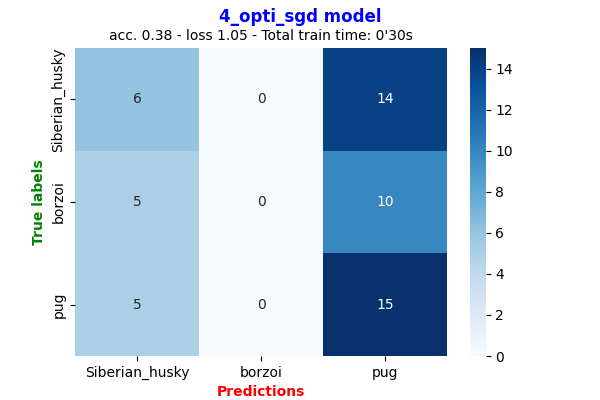 4_opti_sgd model
acc. 0.38 - loss 1.05 - Total train time: 0'30s
True labels
Siberian_husky
borzoi
pug
6 0 14
5 0 10
5 0 15
Siberian_husky borzoi pug
Predictions
14
12
10
8
6
4
2
0